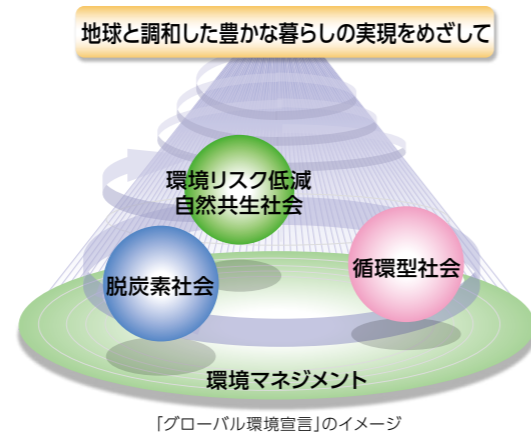 地球と調和した豊かな暮らしの実現をめざして
環境リスク低減
自然共生社会
脱炭素社会
循環型社会
環境マネジメント
「グローバル環境宣言」のイメージ